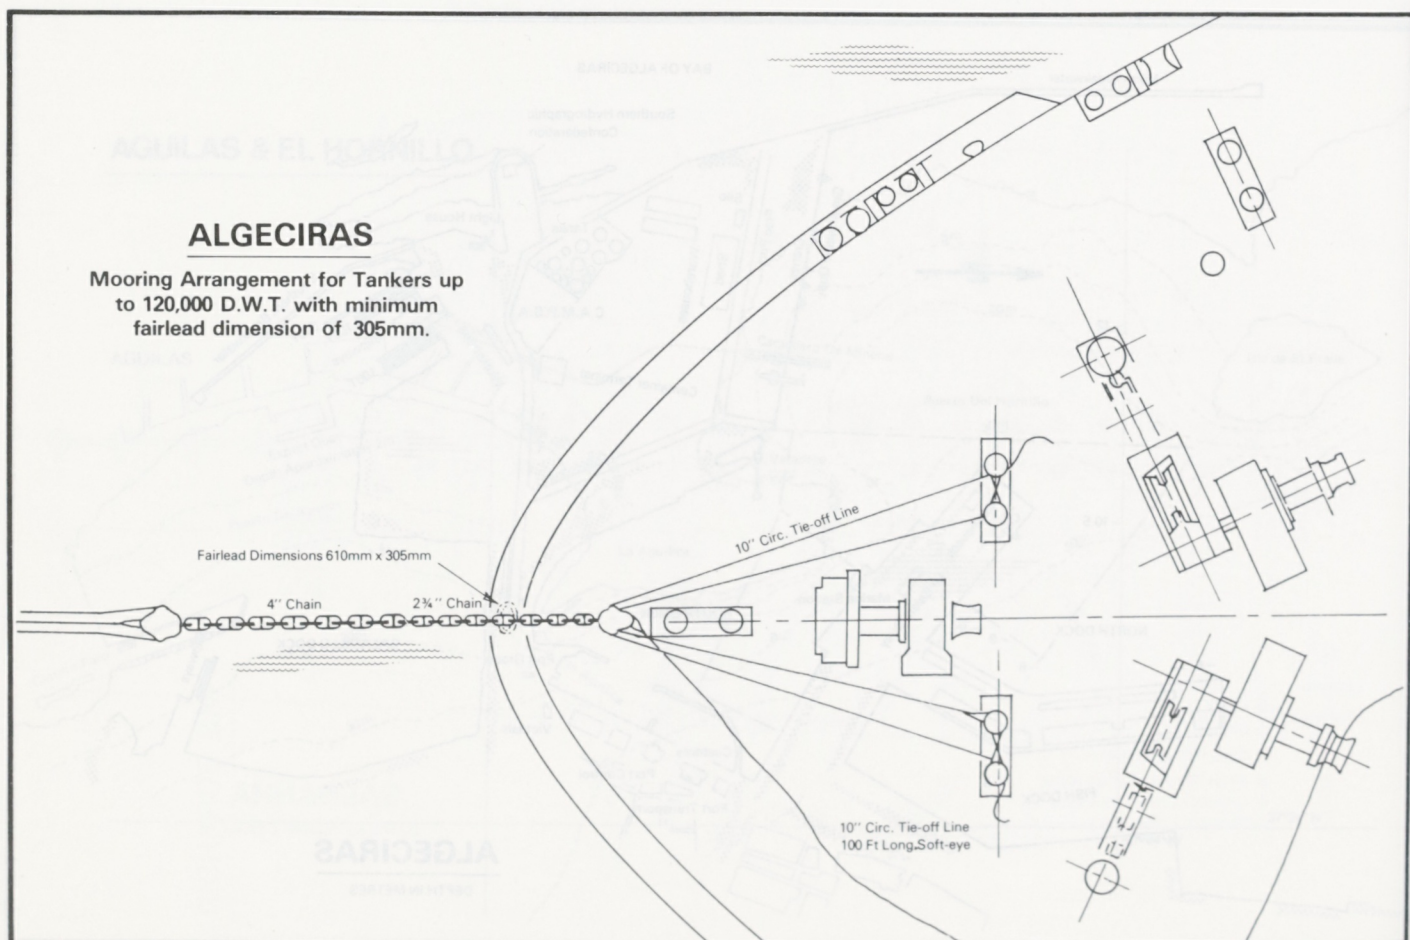 ALGECIRAS
Mooring Arrangement for Tankers up
to 120,000 D.W.T. with minimum
fairlead dimension of 305mm.
Fairlead Dimensions 610mm x 305mm
4" Chain
2¾" Chain
10" Circ. Tie-off Line
10" Circ. Tie-off Line
100 Ft Long, Soft-eye